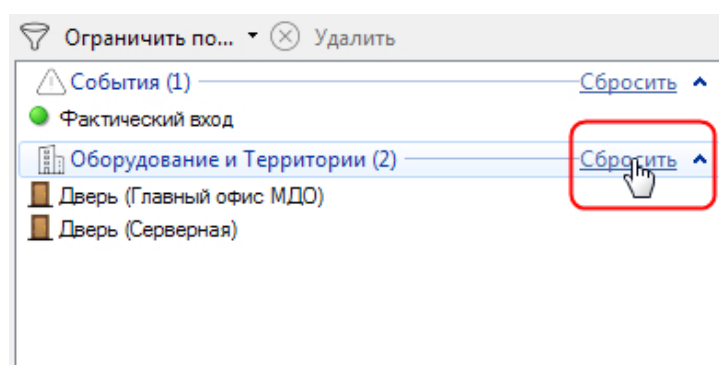 Ограничить по... Удалить
События (1) Сбросить
Фактический вход
Оборудование и Территории (2) Сбросить
Дверь (Главный офис МДО)
Дверь (Серверная)